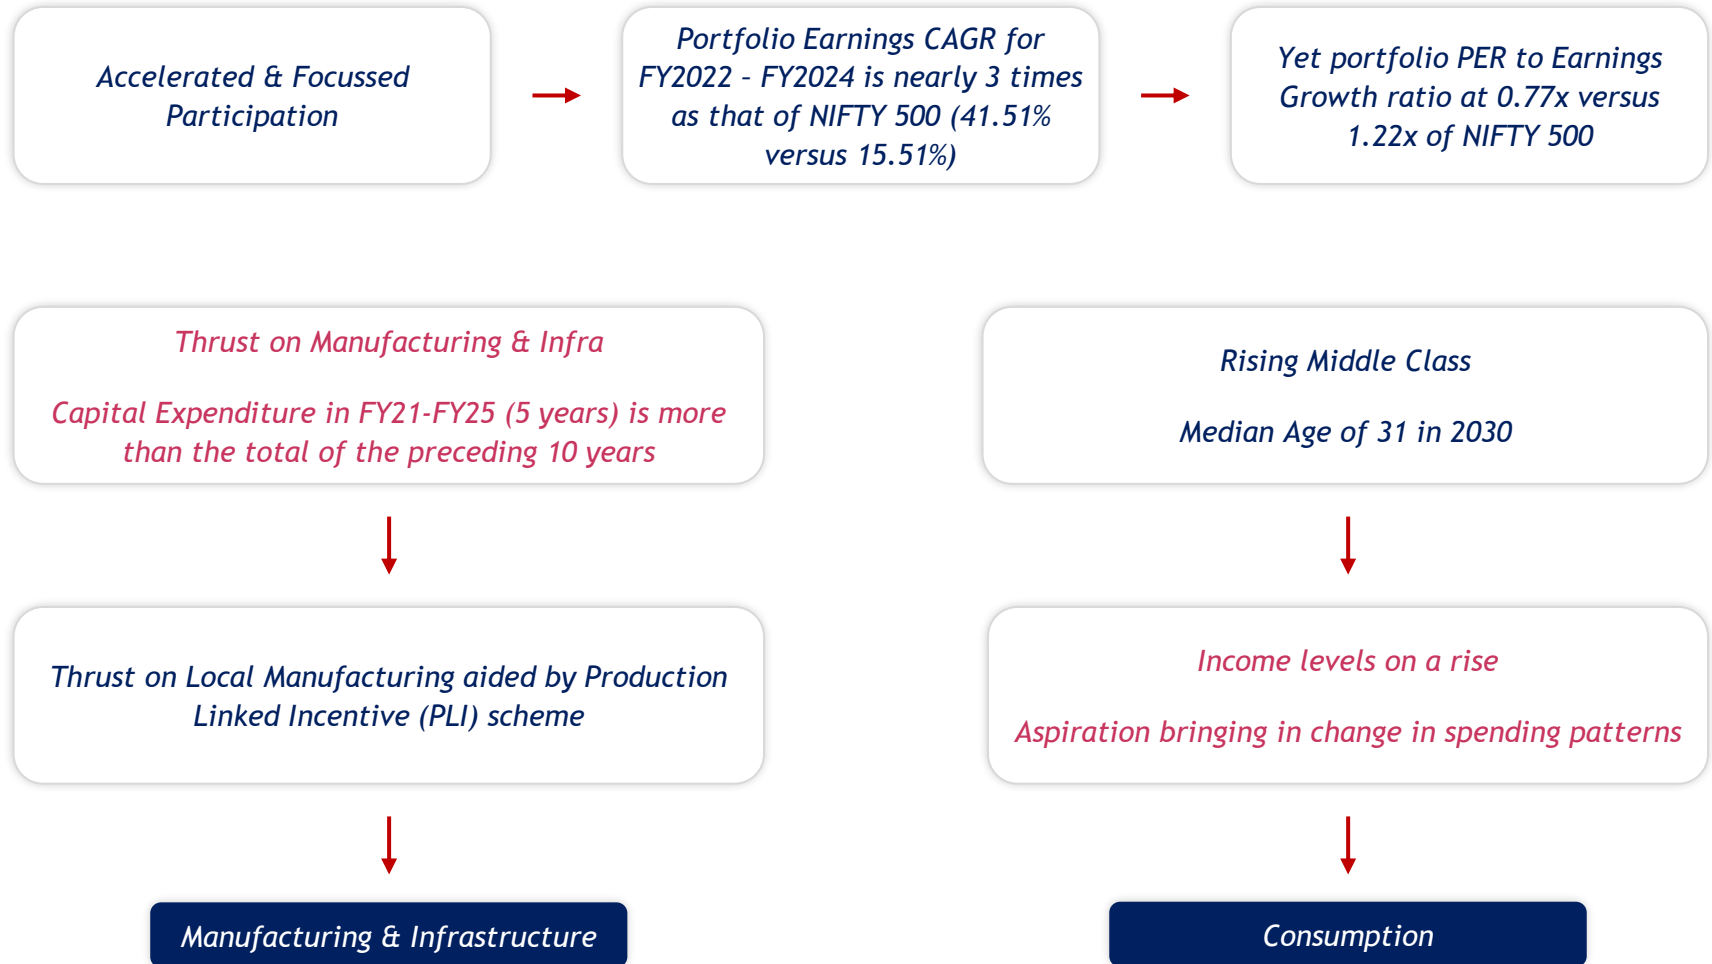 Accelerated & Focussed
Participation
Portfolio Earnings CAGR for
FY2022 – FY2024 is nearly 3 times
as that of NIFTY 500 (41.51%
versus 15.51%)
Yet portfolio PER to Earnings
Growth ratio at 0.77x versus
1.22x of NIFTY 500
Thrust on Manufacturing & Infra
Capital Expenditure in FY21-FY25 (5 years) is more
than the total of the preceding 10 years
Rising Middle Class
Median Age of 31 in 2030
Thrust on Local Manufacturing aided by Production
Linked Incentive (PLI) scheme
Income levels on a rise
Aspiration bringing in change in spending patterns
Manufacturing & Infrastructure
Consumption